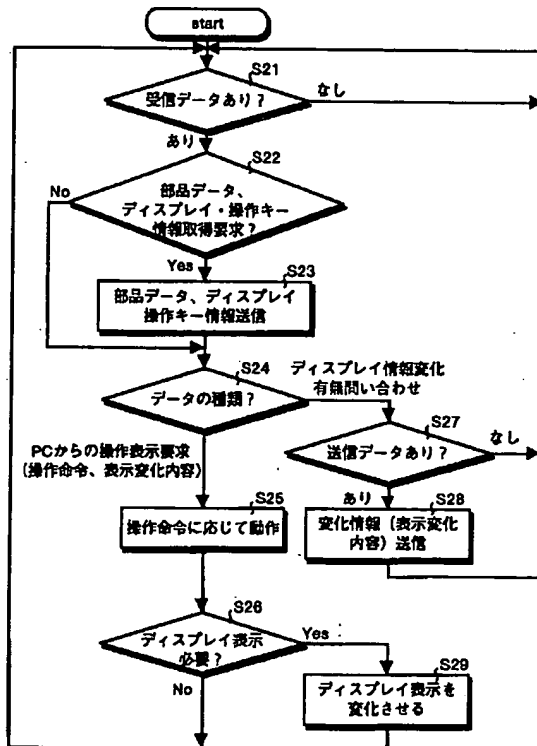 start
S21
受信データあり?
なし
あり
S22
No
部品データ、
ディスプレイ・操作キー
情報取得要求?
Yes
S23
部品データ、ディスプレイ
操作キー情報送信
S24
データの種類?
ディスプレイ情報変化
有無問い合わせ
S27
送信データあり?
なし
PCからの操作表示要求
(操作命令、表示変化内容)
あり
S28
変化情報(表示変化
内容)送信
S25
操作命令に応じて動作
S26
ディスプレイ表示
必要?
Yes
No
S29
ディスプレイ表示を
変化させる